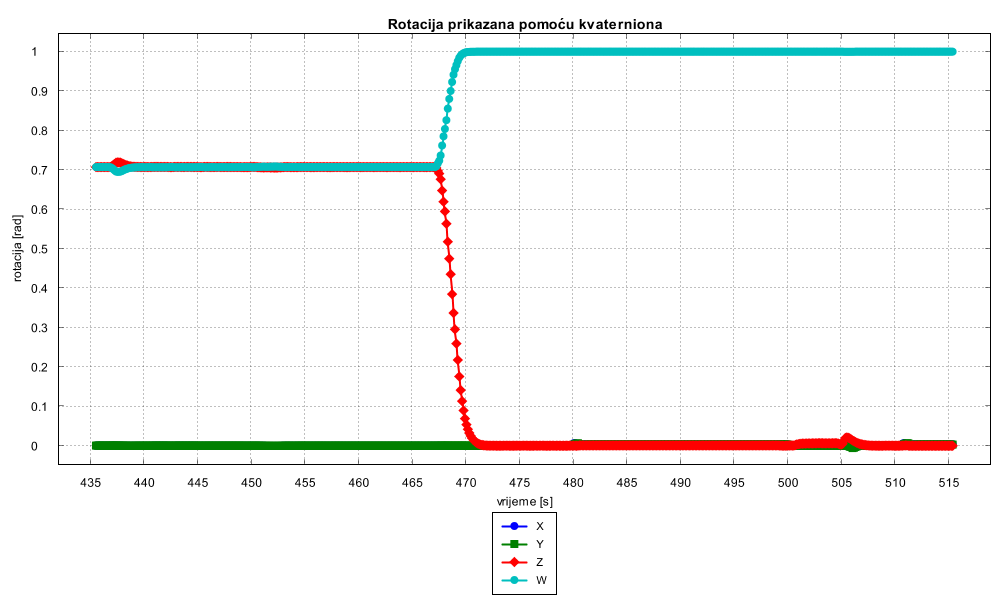 Rotacija prikazana pomoću kvaterniona
1
0.9
0.8
0.7
0.6
0.5
0.4
0.3
0.2
0.1
0
rotacija [rad]
435 440 445 450 455 460 465 470 475 480 485 490 495 500 505 510 515
vrijeme [s]
X
Y
Z
W